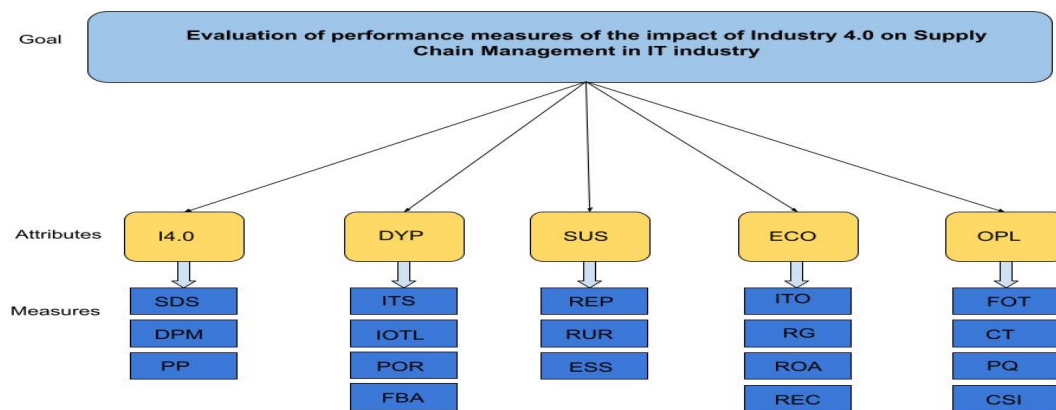 Goal
Evaluation of performance measures of the impact of Industry 4.0 on Supply
Chain Management in IT industry
Attributes
I4.0
DYP
SUS
ECO
OPL
Measures
SDS
DPM
PP
ITS
IOTL
POR
FBA
REP
RUR
ESS
ITO
RG
ROA
REC
FOT
CT
PQ
CSI